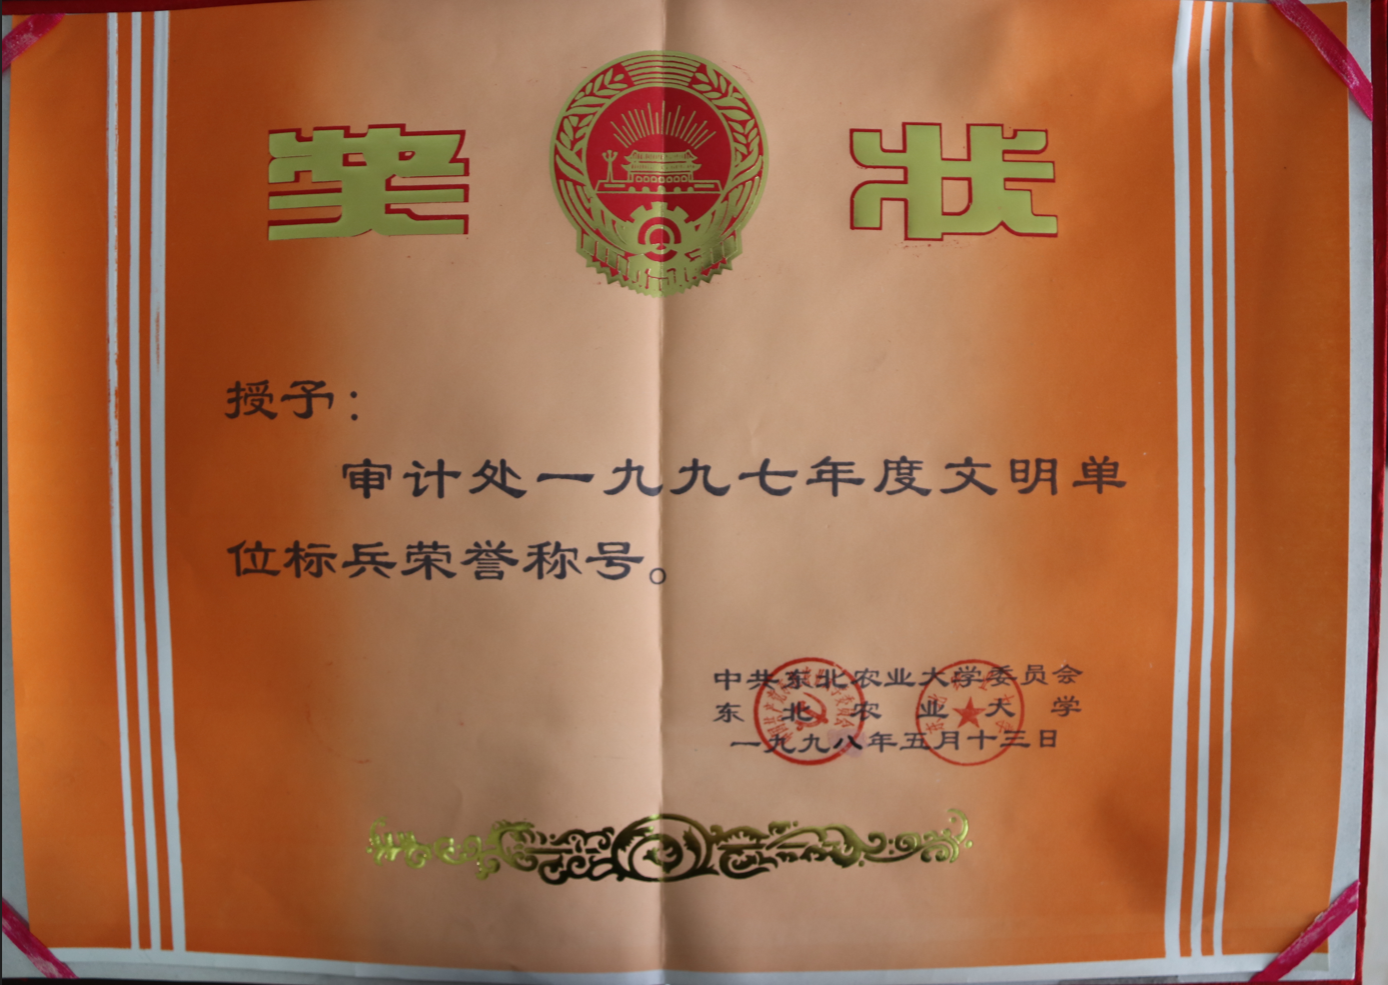 奖状
授予：
审计处一九九七年度文明单
位标兵荣誉称号。
中共东北农业大学委员会
东北农业大学
一九九八年五月十三日